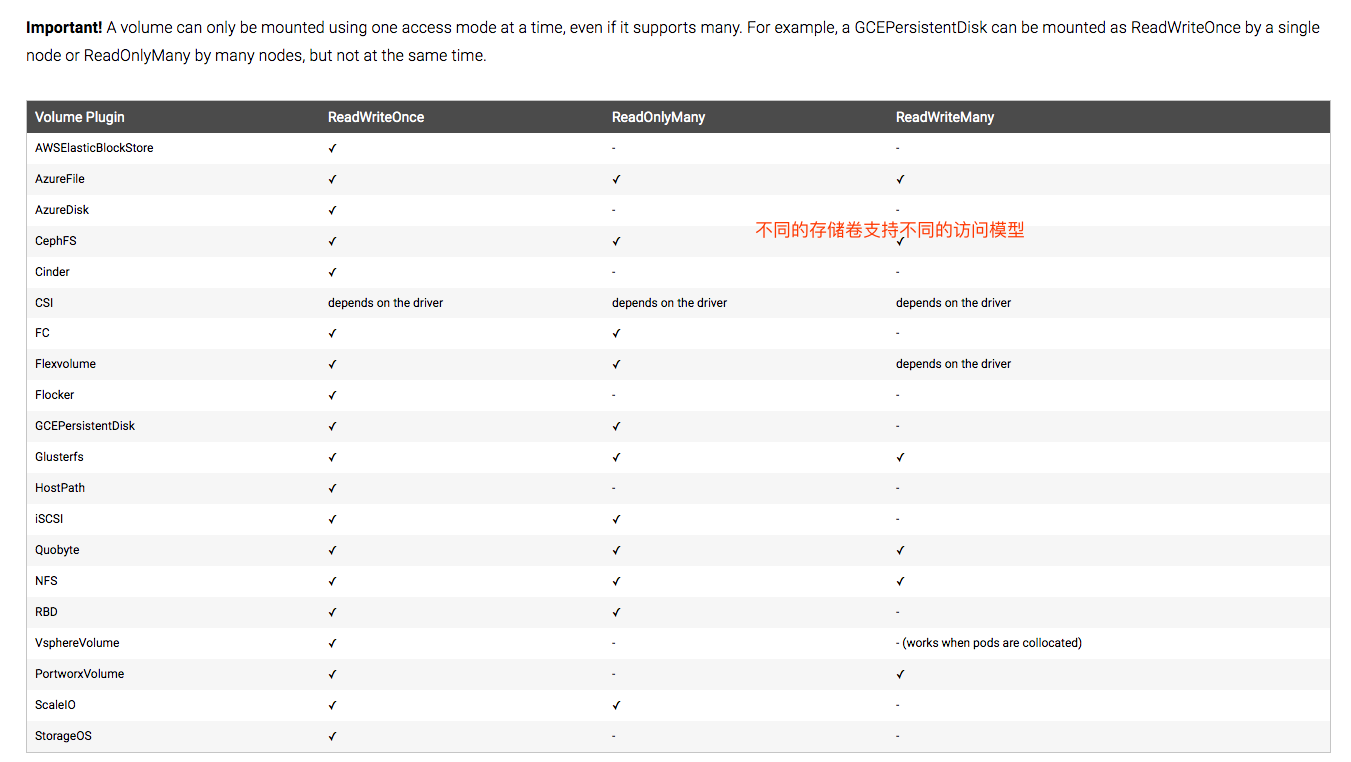 Important! A volume can only be mounted using one access mode at a time, even if it supports many. For example, a GCEPersistentDisk can be mounted as ReadWriteOnce by a single
node or ReadOnlyMany by many nodes, but not at the same time.
Volume Plugin ReadWriteOnce ReadOnlyMany ReadWriteMany
AWSElasticBlockStore ✓ - -
AzureFile ✓ ✓ ✓
AzureDisk ✓ - -
不同的存储卷支持不同的访问模型
CephFS ✓ ✓ ✓
Cinder ✓ - -
CSI depends on the driver depends on the driver depends on the driver
FC ✓ ✓ -
Flexvolume ✓ ✓ depends on the driver
Flocker ✓ - -
GCEPersistentDisk ✓ ✓ -
Glusterfs ✓ ✓ ✓
HostPath ✓ - -
iSCSI ✓ ✓ -
Quobyte ✓ ✓ ✓
NFS ✓ ✓ ✓
RBD ✓ ✓ -
VsphereVolume ✓ - - (works when pods are collocated)
PortworxVolume ✓ - ✓
ScaleIO ✓ ✓ -
StorageOS ✓ - -